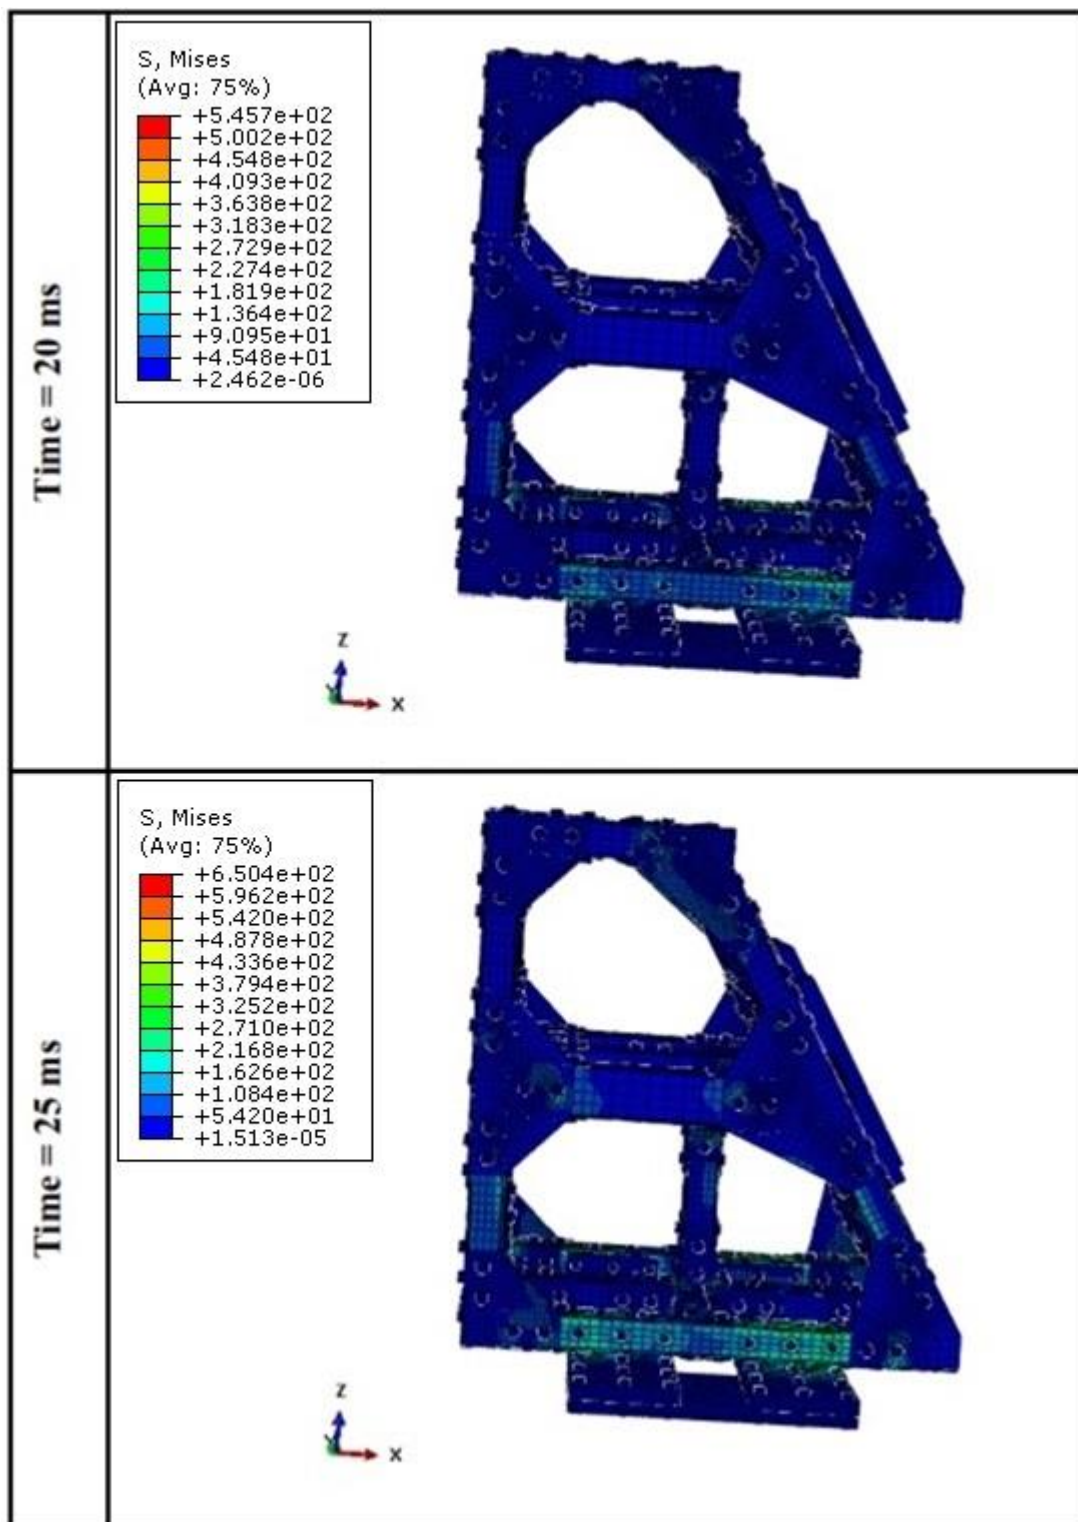 Time = 20 ms
S, Mises
(Avg: 75%)
+5.457e+02
+5.002e+02
+4.548e+02
+4.093e+02
+3.638e+02
+3.183e+02
+2.729e+02
+2.274e+02
+1.819e+02
+1.364e+02
+9.095e+01
+4.548e+01
+2.462e-06
Z
X
Time = 25 ms
S, Mises
(Avg: 75%)
+6.504e+02
+5.962e+02
+5.420e+02
+4.878e+02
+4.336e+02
+3.794e+02
+3.252e+02
+2.710e+02
+2.168e+02
+1.626e+02
+1.084e+02
+5.420e+01
+1.513e-05
Z
X